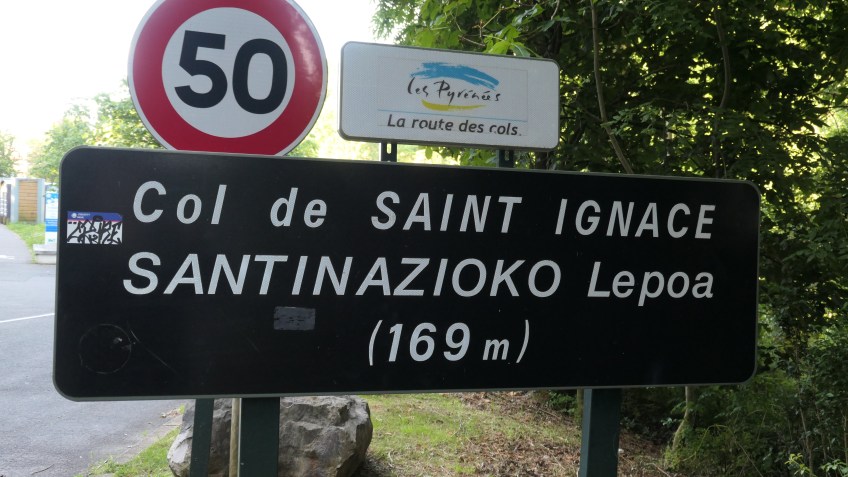 50
Les Pyrénées
La route des cols.
Col de SAINT IGNACE
SANTINAZIOKO Lepoa
(169 m)